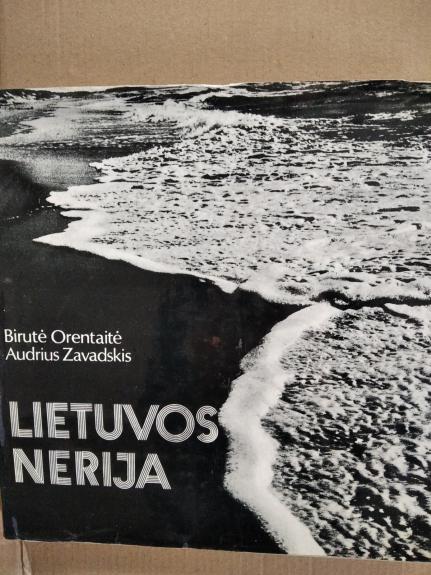 Birutė Orentaitė
Audrius Zavadskis
LIETUVOS
NERIJA